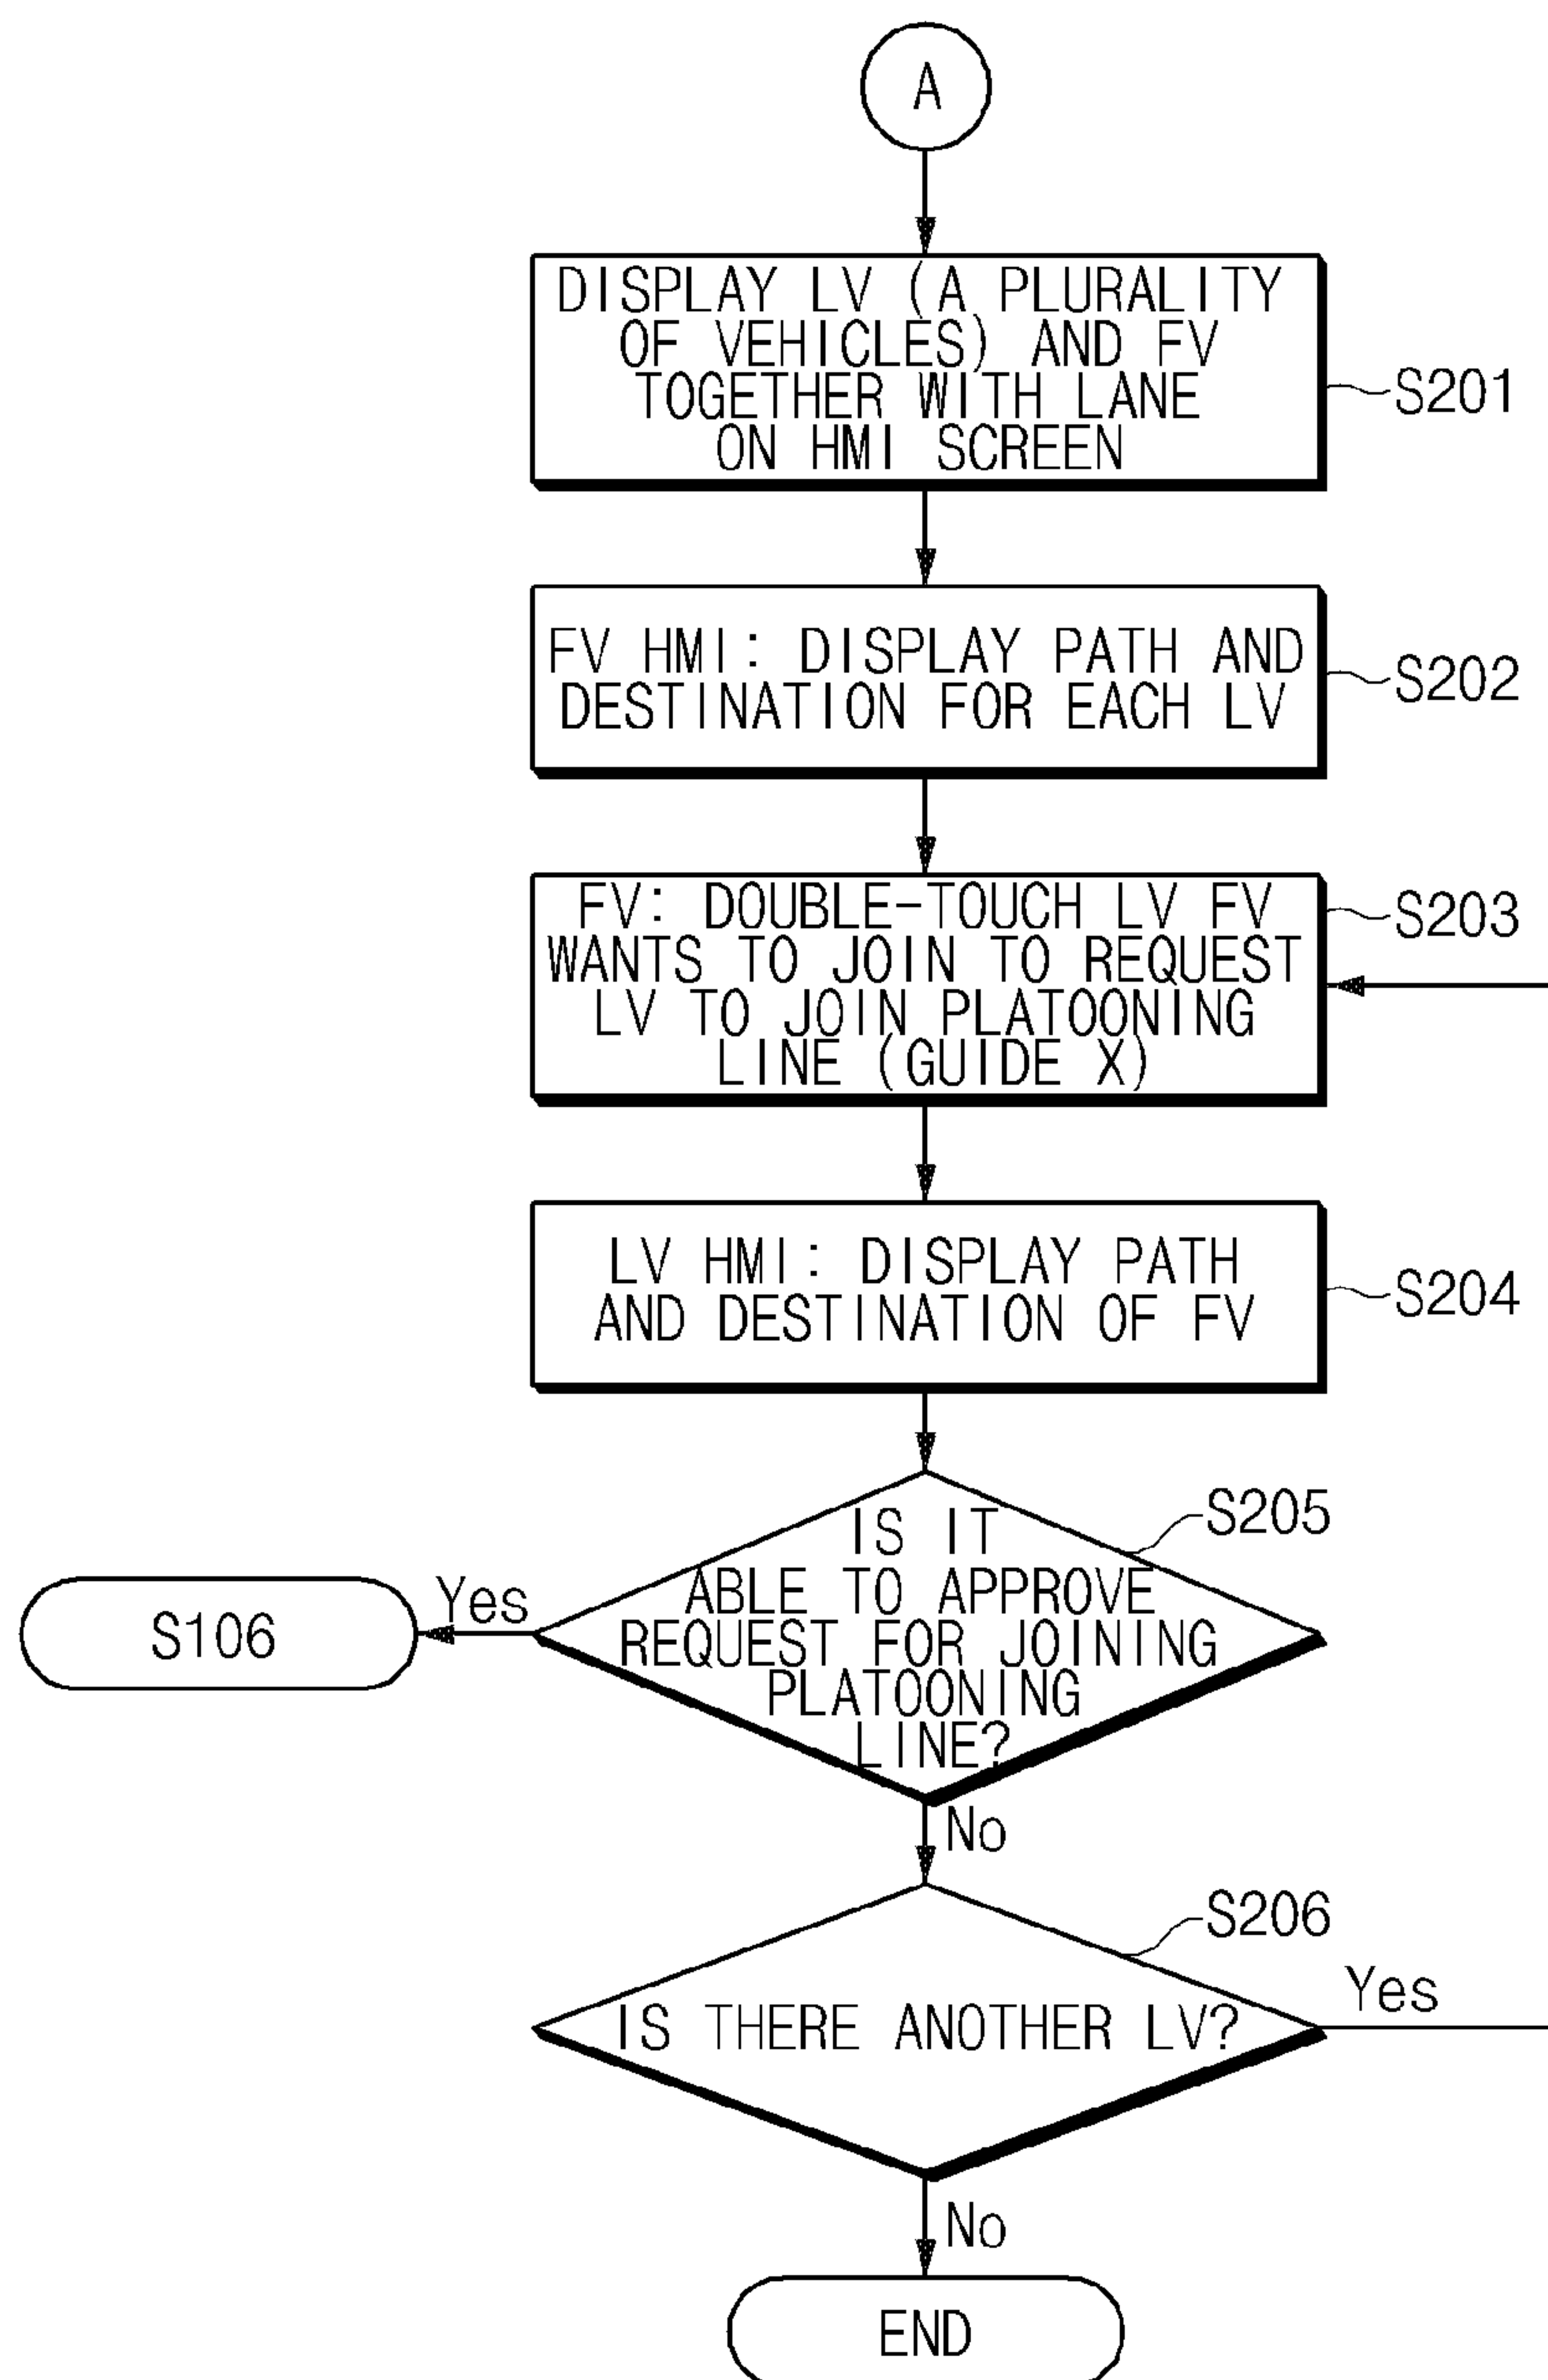 A
DISPLAY LV (A PLURALITY
OF VEHICLES) AND FV
TOGETHER WITH LANE
ON HMI SCREEN
S201
FV HMI: DISPLAY PATH AND
DESTINATION FOR EACH LV
S202
FV: DOUBLE-TOUCH LV FV
WANTS TO JOIN TO REQUEST
LV TO JOIN PLATOONING
LINE (GUIDE X)
S203
LV HMI: DISPLAY PATH
AND DESTINATION OF FV
S204
IS IT
ABLE TO APPROVE
REQUEST FOR JOINING
PLATOONING
LINE?
S205
Yes
S106
No
IS THERE ANOTHER LV?
S206
Yes
No
END